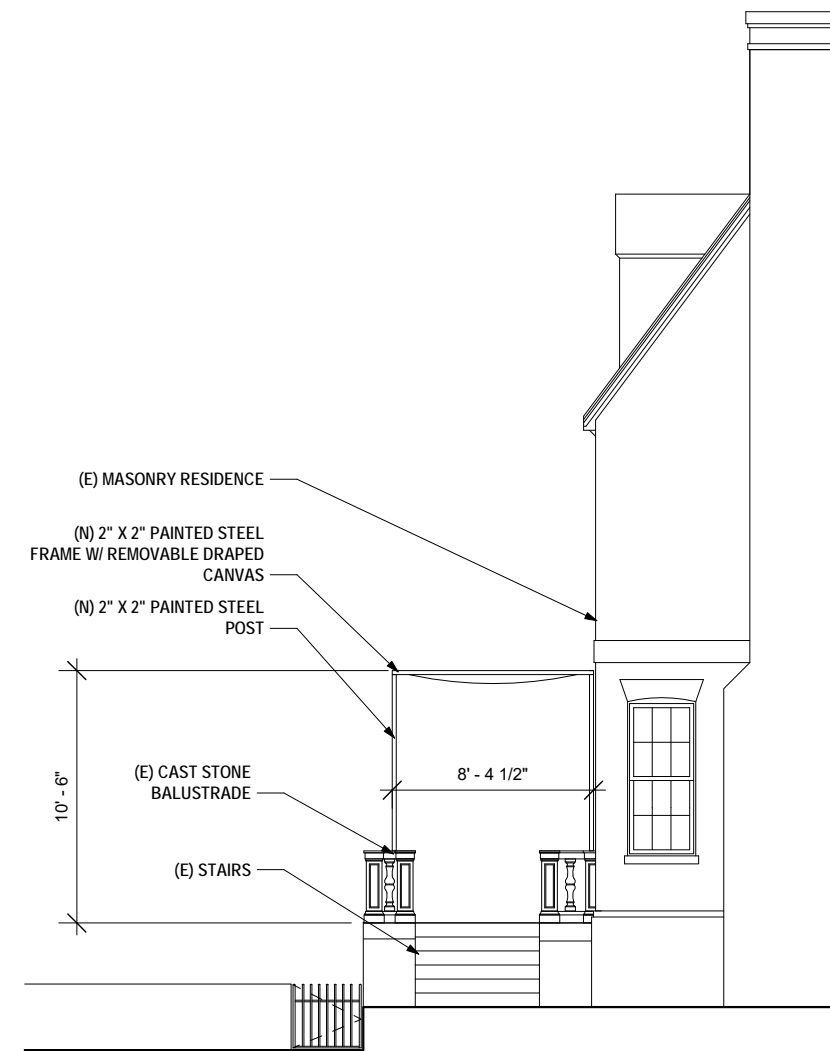 (E) MASONRY RESIDENCE
(N) 2" X 2" PAINTED STEEL
FRAME W/ REMOVABLE DRAPED
CANVAS
(N) 2" X 2" PAINTED STEEL
POST
10' - 6"
8' - 4 1/2"
(E) CAST STONE
BALUSTRADE
(E) STAIRS